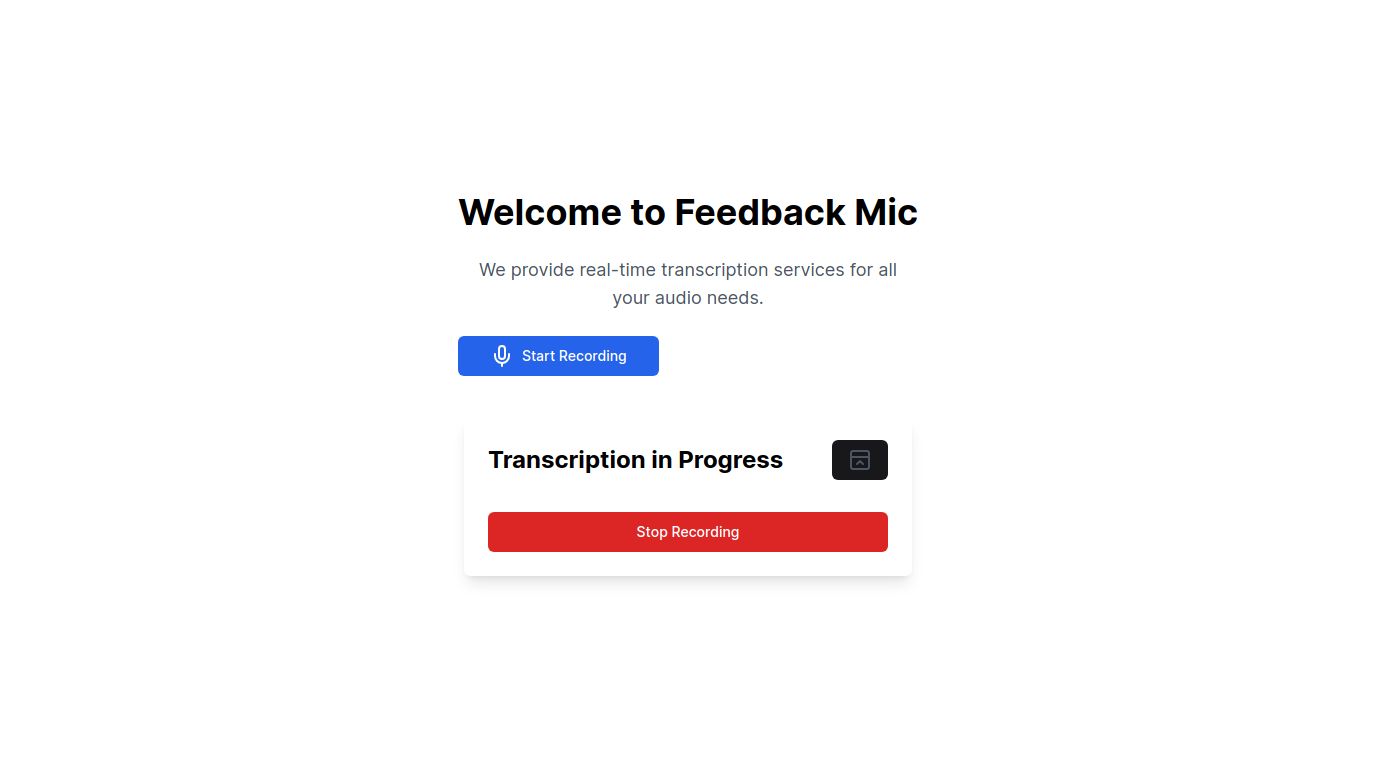 Welcome to Feedback Mic
We provide real-time transcription services for all
your audio needs.
Start Recording
Transcription in Progress
Stop Recording